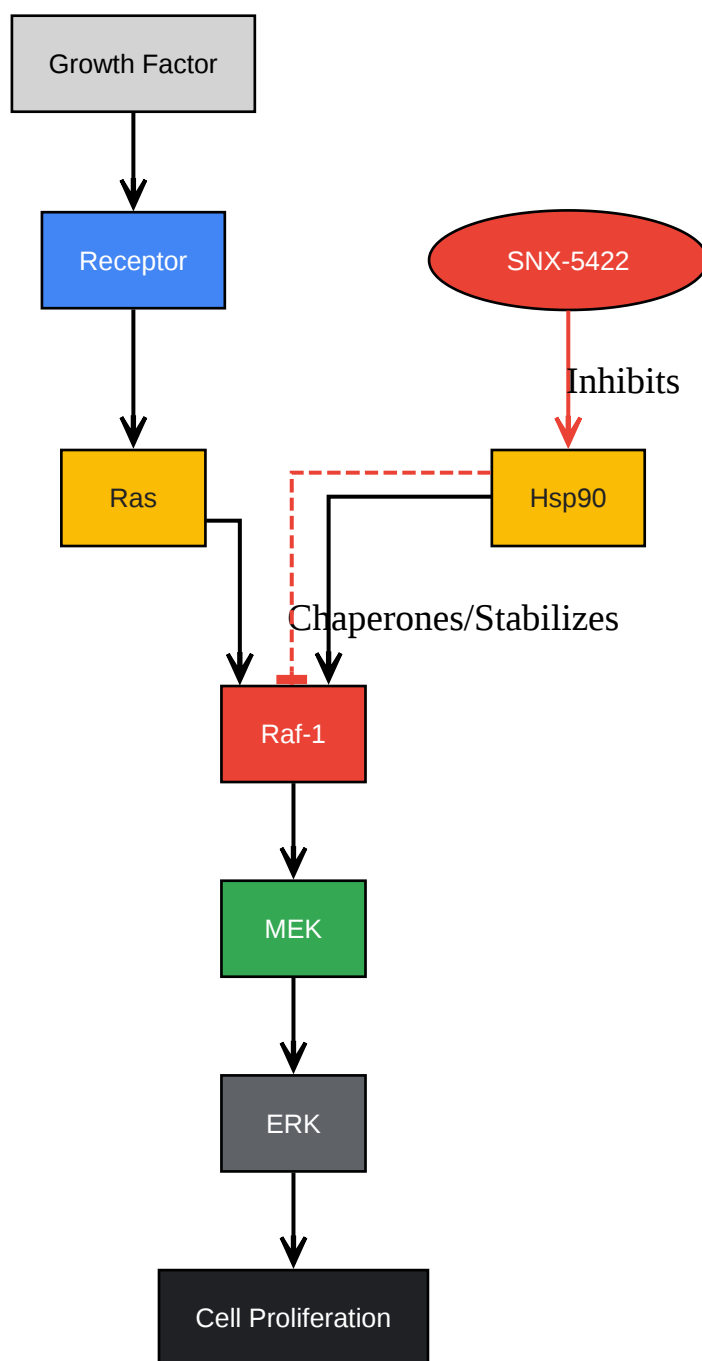 Growth Factor
Receptor
SNX-5422
Inhibits
Ras
Hsp90
Chaperones/Stabilizes
Raf-1
MEK
ERK
Cell Proliferation